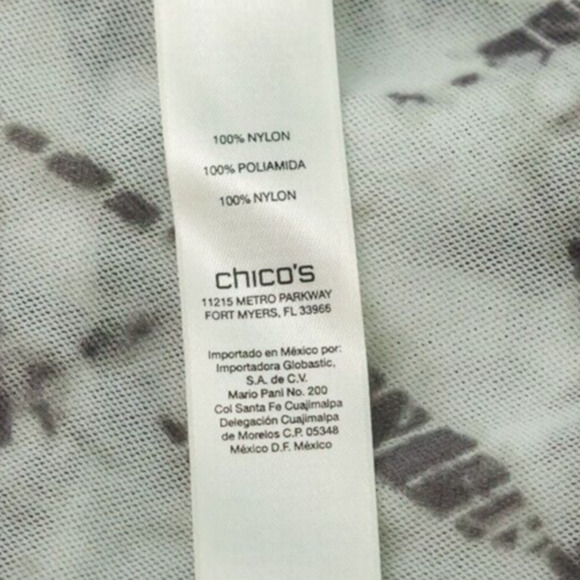 100% NYLON
100% POLIAMIDA
100% NYLON
chico's
11215 METRO PARKWAY
FORT MYERS, FL 33966
Importado en México por:
Importadora Globastic,
S.A. de C.V.
Mario Pani No. 200
Col Santa Fe Cuajimalpa
Delegación Cuajimalpa
de Morelos C.P. 05348
México D.F. México